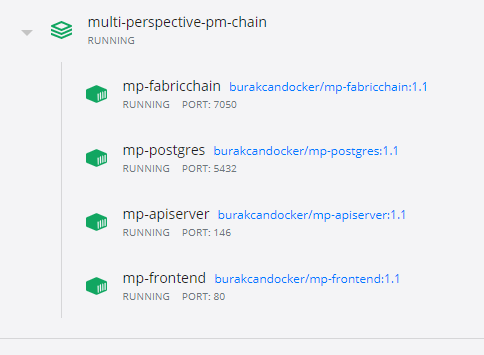 multi-perspective-pm-chain
RUNNING
mp-fabricchain burakcandocker/mp-fabricchain:1.1
RUNNING PORT: 7050
mp-postgres burakcandocker/mp-postgres:1.1
RUNNING PORT: 5432
mp-apiserver burakcandocker/mp-apiserver:1.1
RUNNING PORT: 146
mp-frontend burakcandocker/mp-frontend:1.1
RUNNING PORT: 80